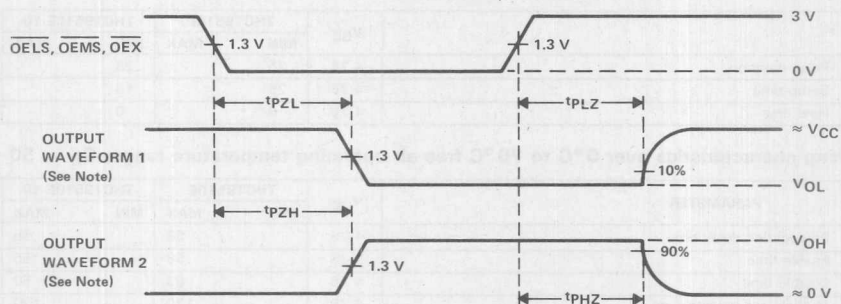 3 V
OELS, OEMS, OEX
1.3 V
1.3 V
0 V
tPZL
tPLZ
OUTPUT
WAVEFORM 1
(See Note)
≈ VCC
1.3 V
10%
VOL
tPZH
OUTPUT
WAVEFORM 2
(See Note)
VOH
90%
1.3 V
≈ 0 V
tPHZ